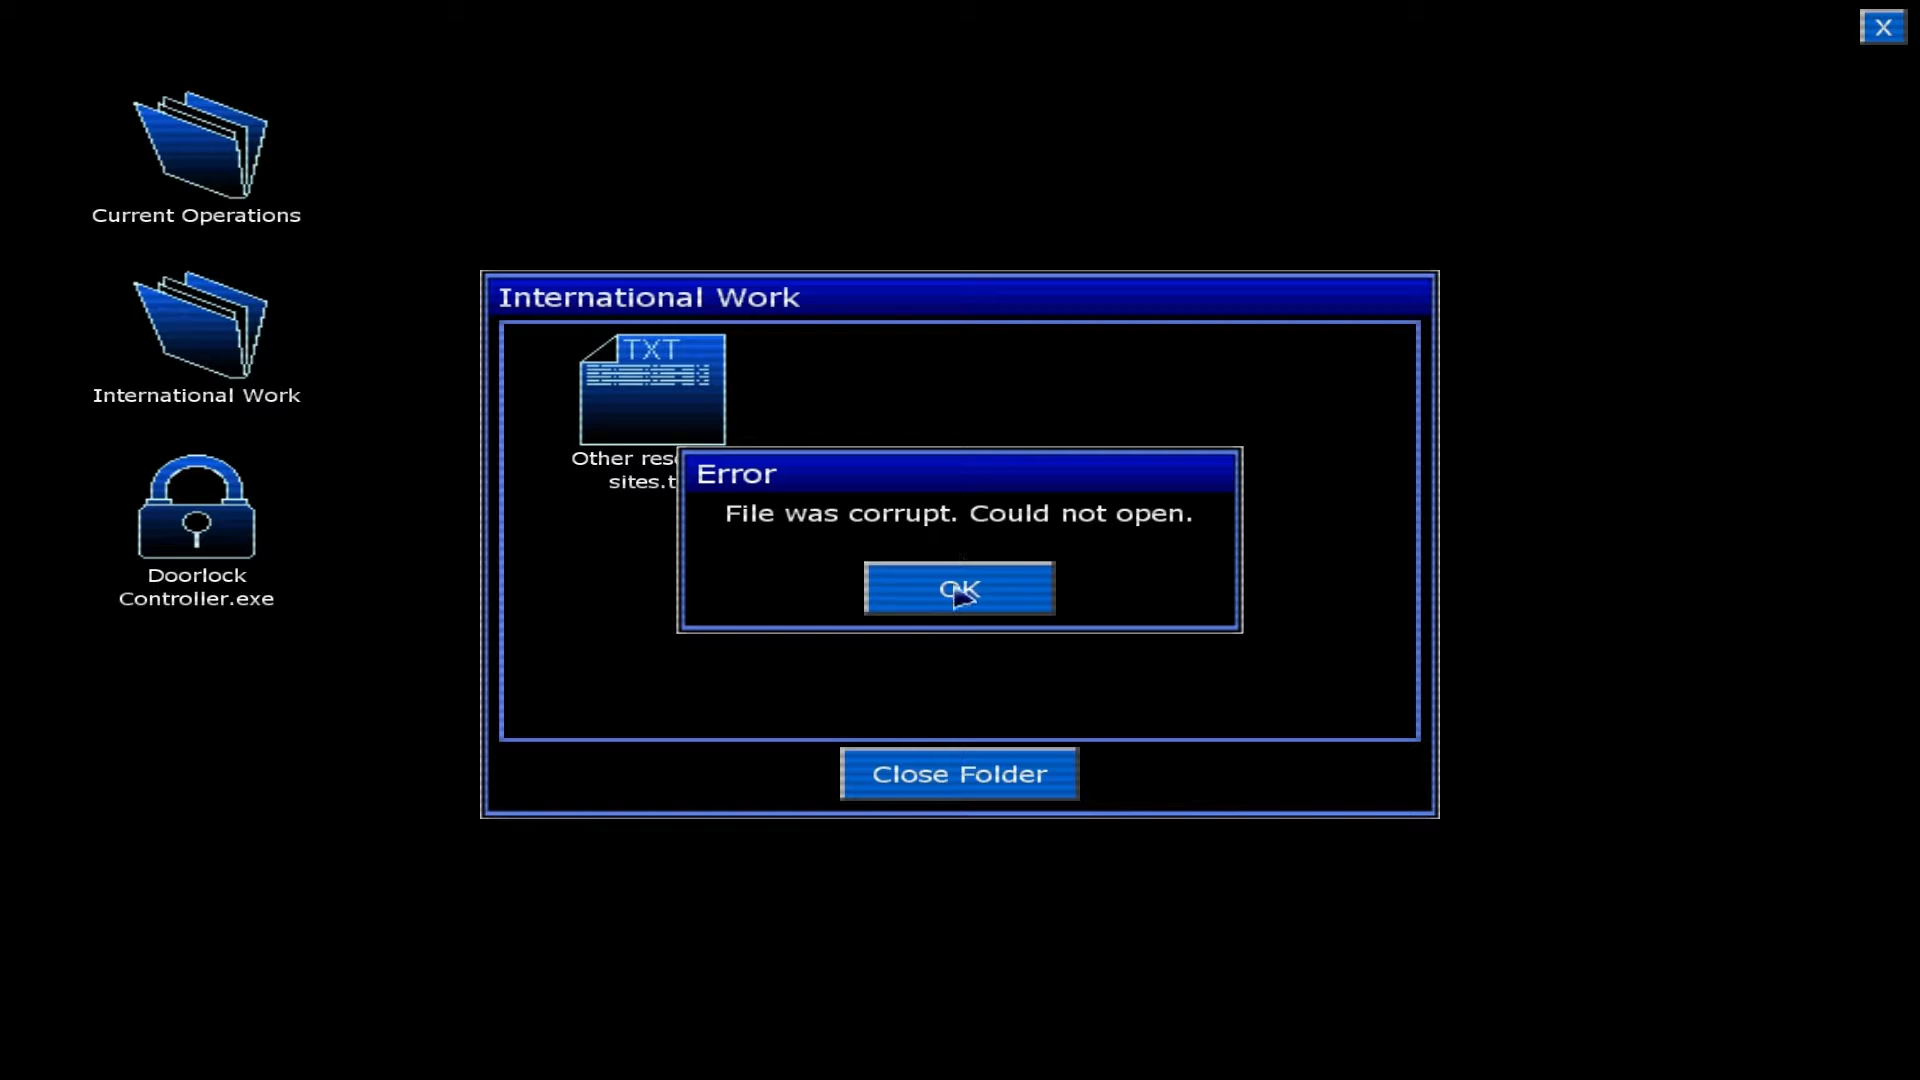 X
Current Operations
International Work
Doorlock
Controller.exe
International Work
TXT
Other
sites.t
Error
File was corrupt. Could not open.
OK
Close Folder